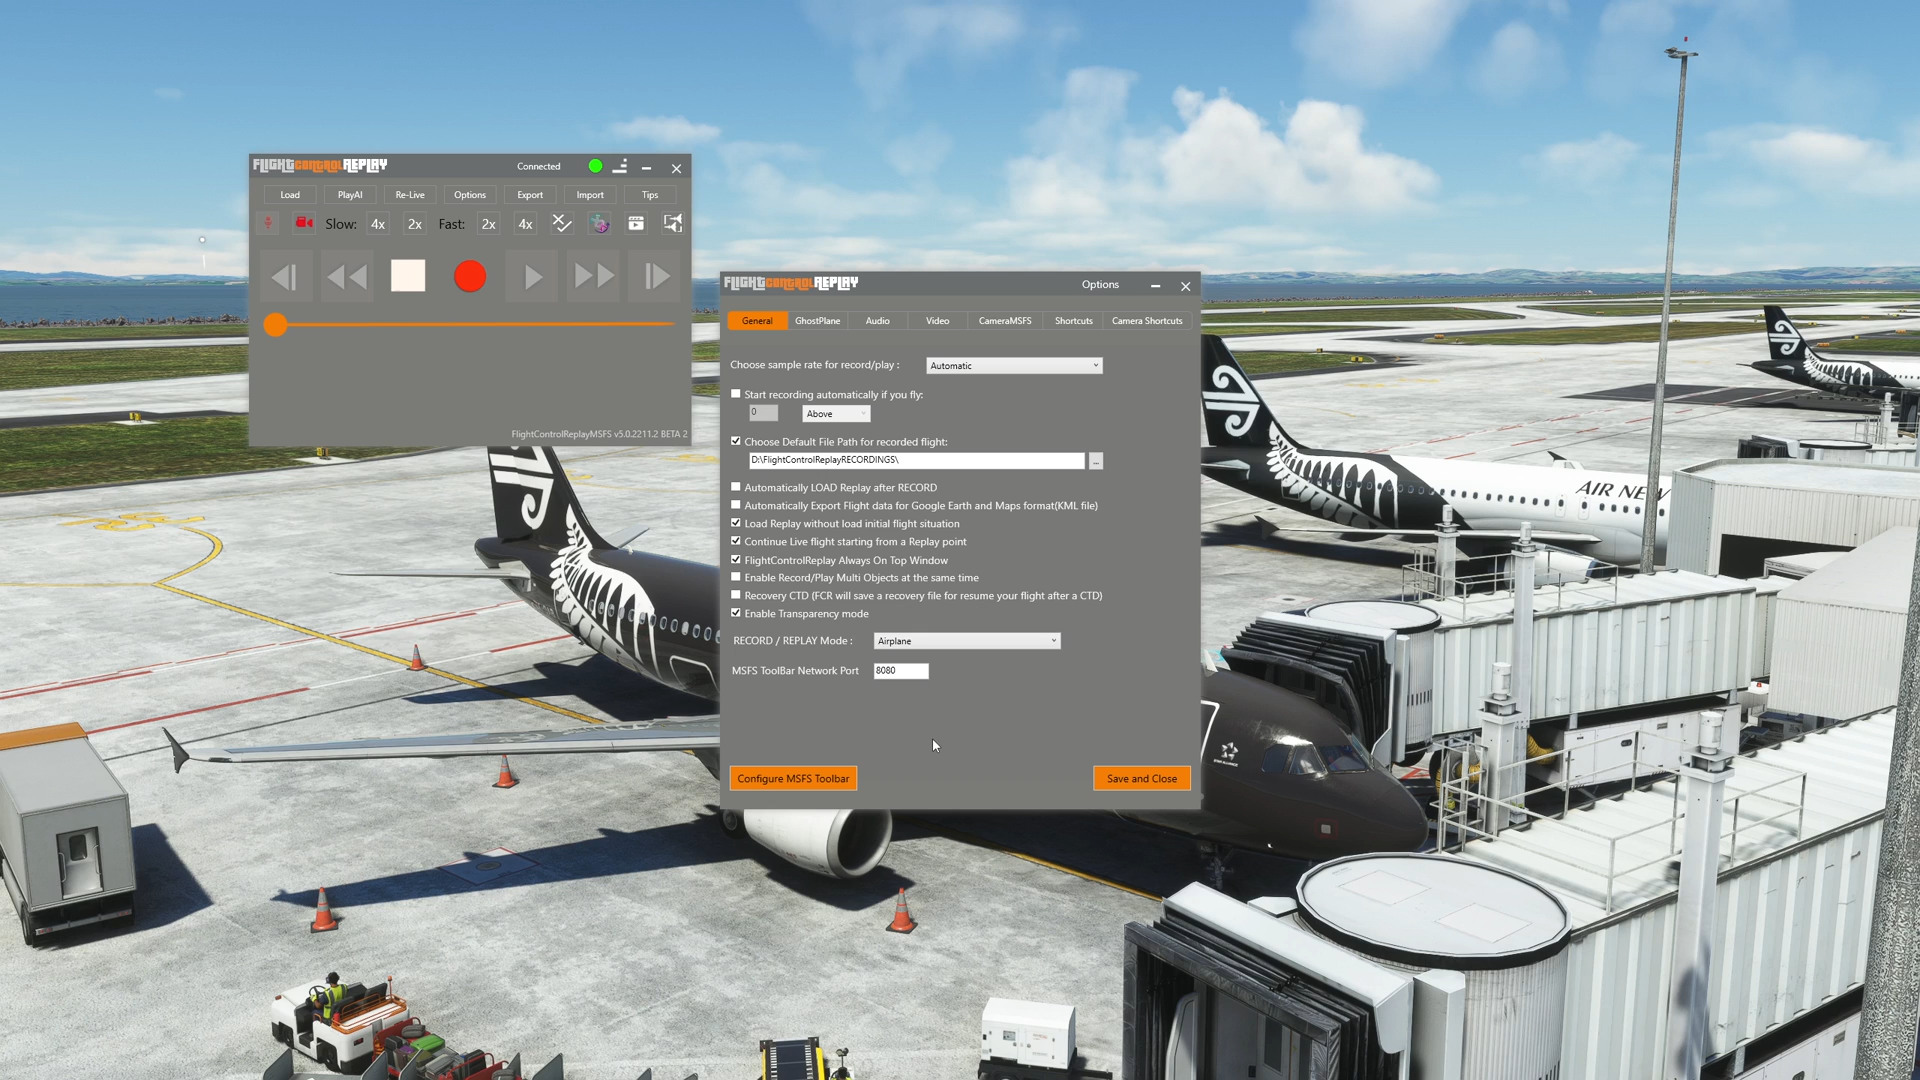 FLIGHTControlREPLAY
Connected
Load
PlayAI
Re-Live
Options
Export
Import
Tips
Slow:
4x
2x
Fast:
2x
4x
FlightControlReplayMSFS v5.0.2211.2 BETA 2
FLIGHTControlREPLAY
Options
General
GhostPlane
Audio
Video
CameraMSFS
Shortcuts
Camera Shortcuts
Choose sample rate for record/play :
Automatic
Start recording automatically if you fly:
0
Above
Choose Default File Path for recorded flight:
D:\FlightControlReplayRECORDINGS\
...
Automatically LOAD Replay after RECORD
Automatically Export Flight data for Google Earth and Maps format(KML file)
Load Replay without load initial flight situation
Continue Live flight starting from a Replay point
FlightControlReplay Always On Top Window
Enable Record/Play Multi Objects at the same time
Recovery CTD (FCR will save a recovery file for resume your flight after a CTD)
Enable Transparency mode
RECORD / REPLAY Mode :
Airplane
MSFS ToolBar Network Port
8080
Configure MSFS Toolbar
Save and Close
AIR NEW